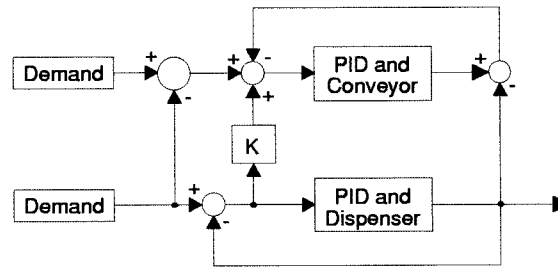 +
+
-
+
-
+
Demand
PID and
Conveyor
-
+
-
K
+
-
Demand
PID and
Dispenser